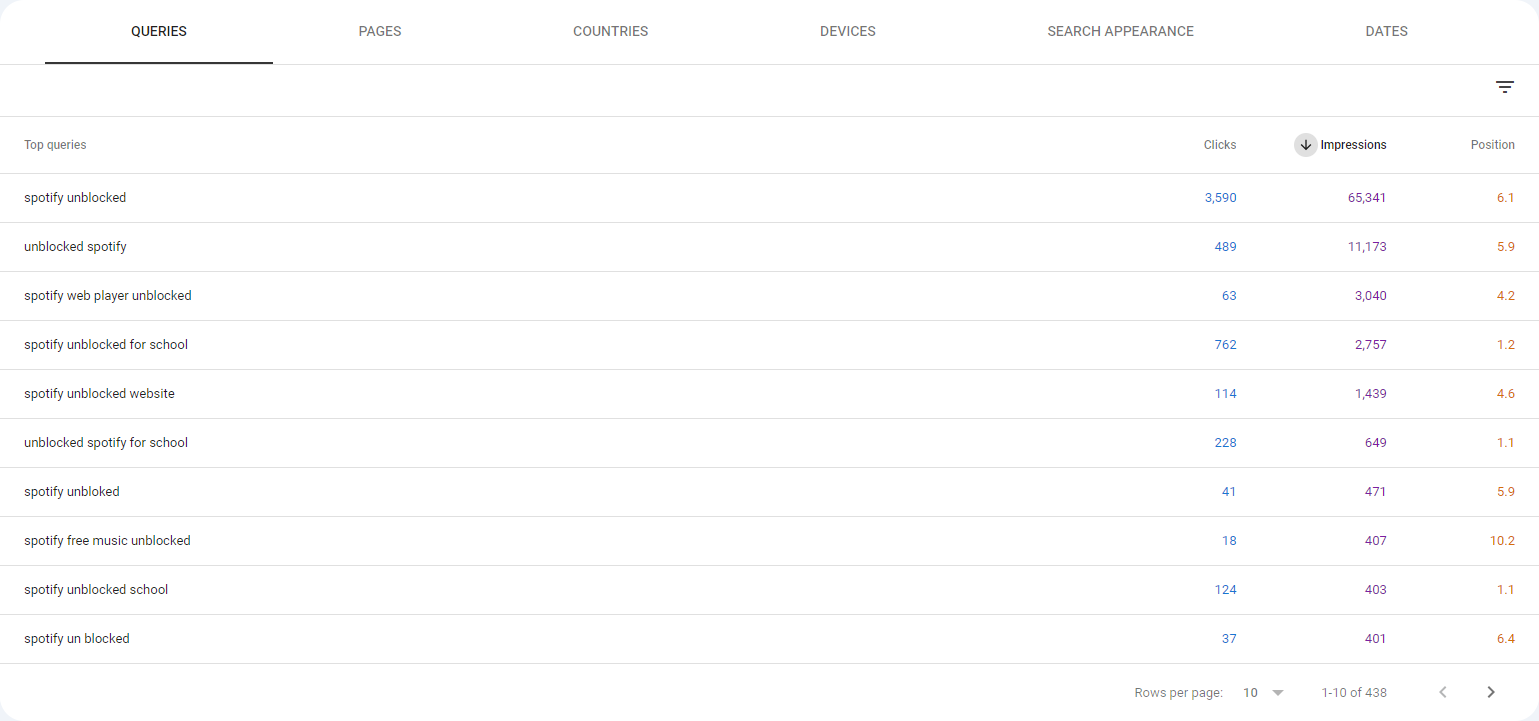 QUERIES PAGES COUNTRIES DEVICES SEARCH APPEARANCE DATES
Top queries Clicks Impressions Position
spotify unblocked 3,590 65,341 6.1
unblocked spotify 489 11,173 5.9
spotify web player unblocked 63 3,040 4.2
spotify unblocked for school 762 2,757 1.2
spotify unblocked website 114 1,439 4.6
unblocked spotify for school 228 649 1.1
spotify unbloked 41 471 5.9
spotify free music unblocked 18 407 10.2
spotify unblocked school 124 403 1.1
spotify un blocked 37 401 6.4
Rows per page: 10 1-10 of 438